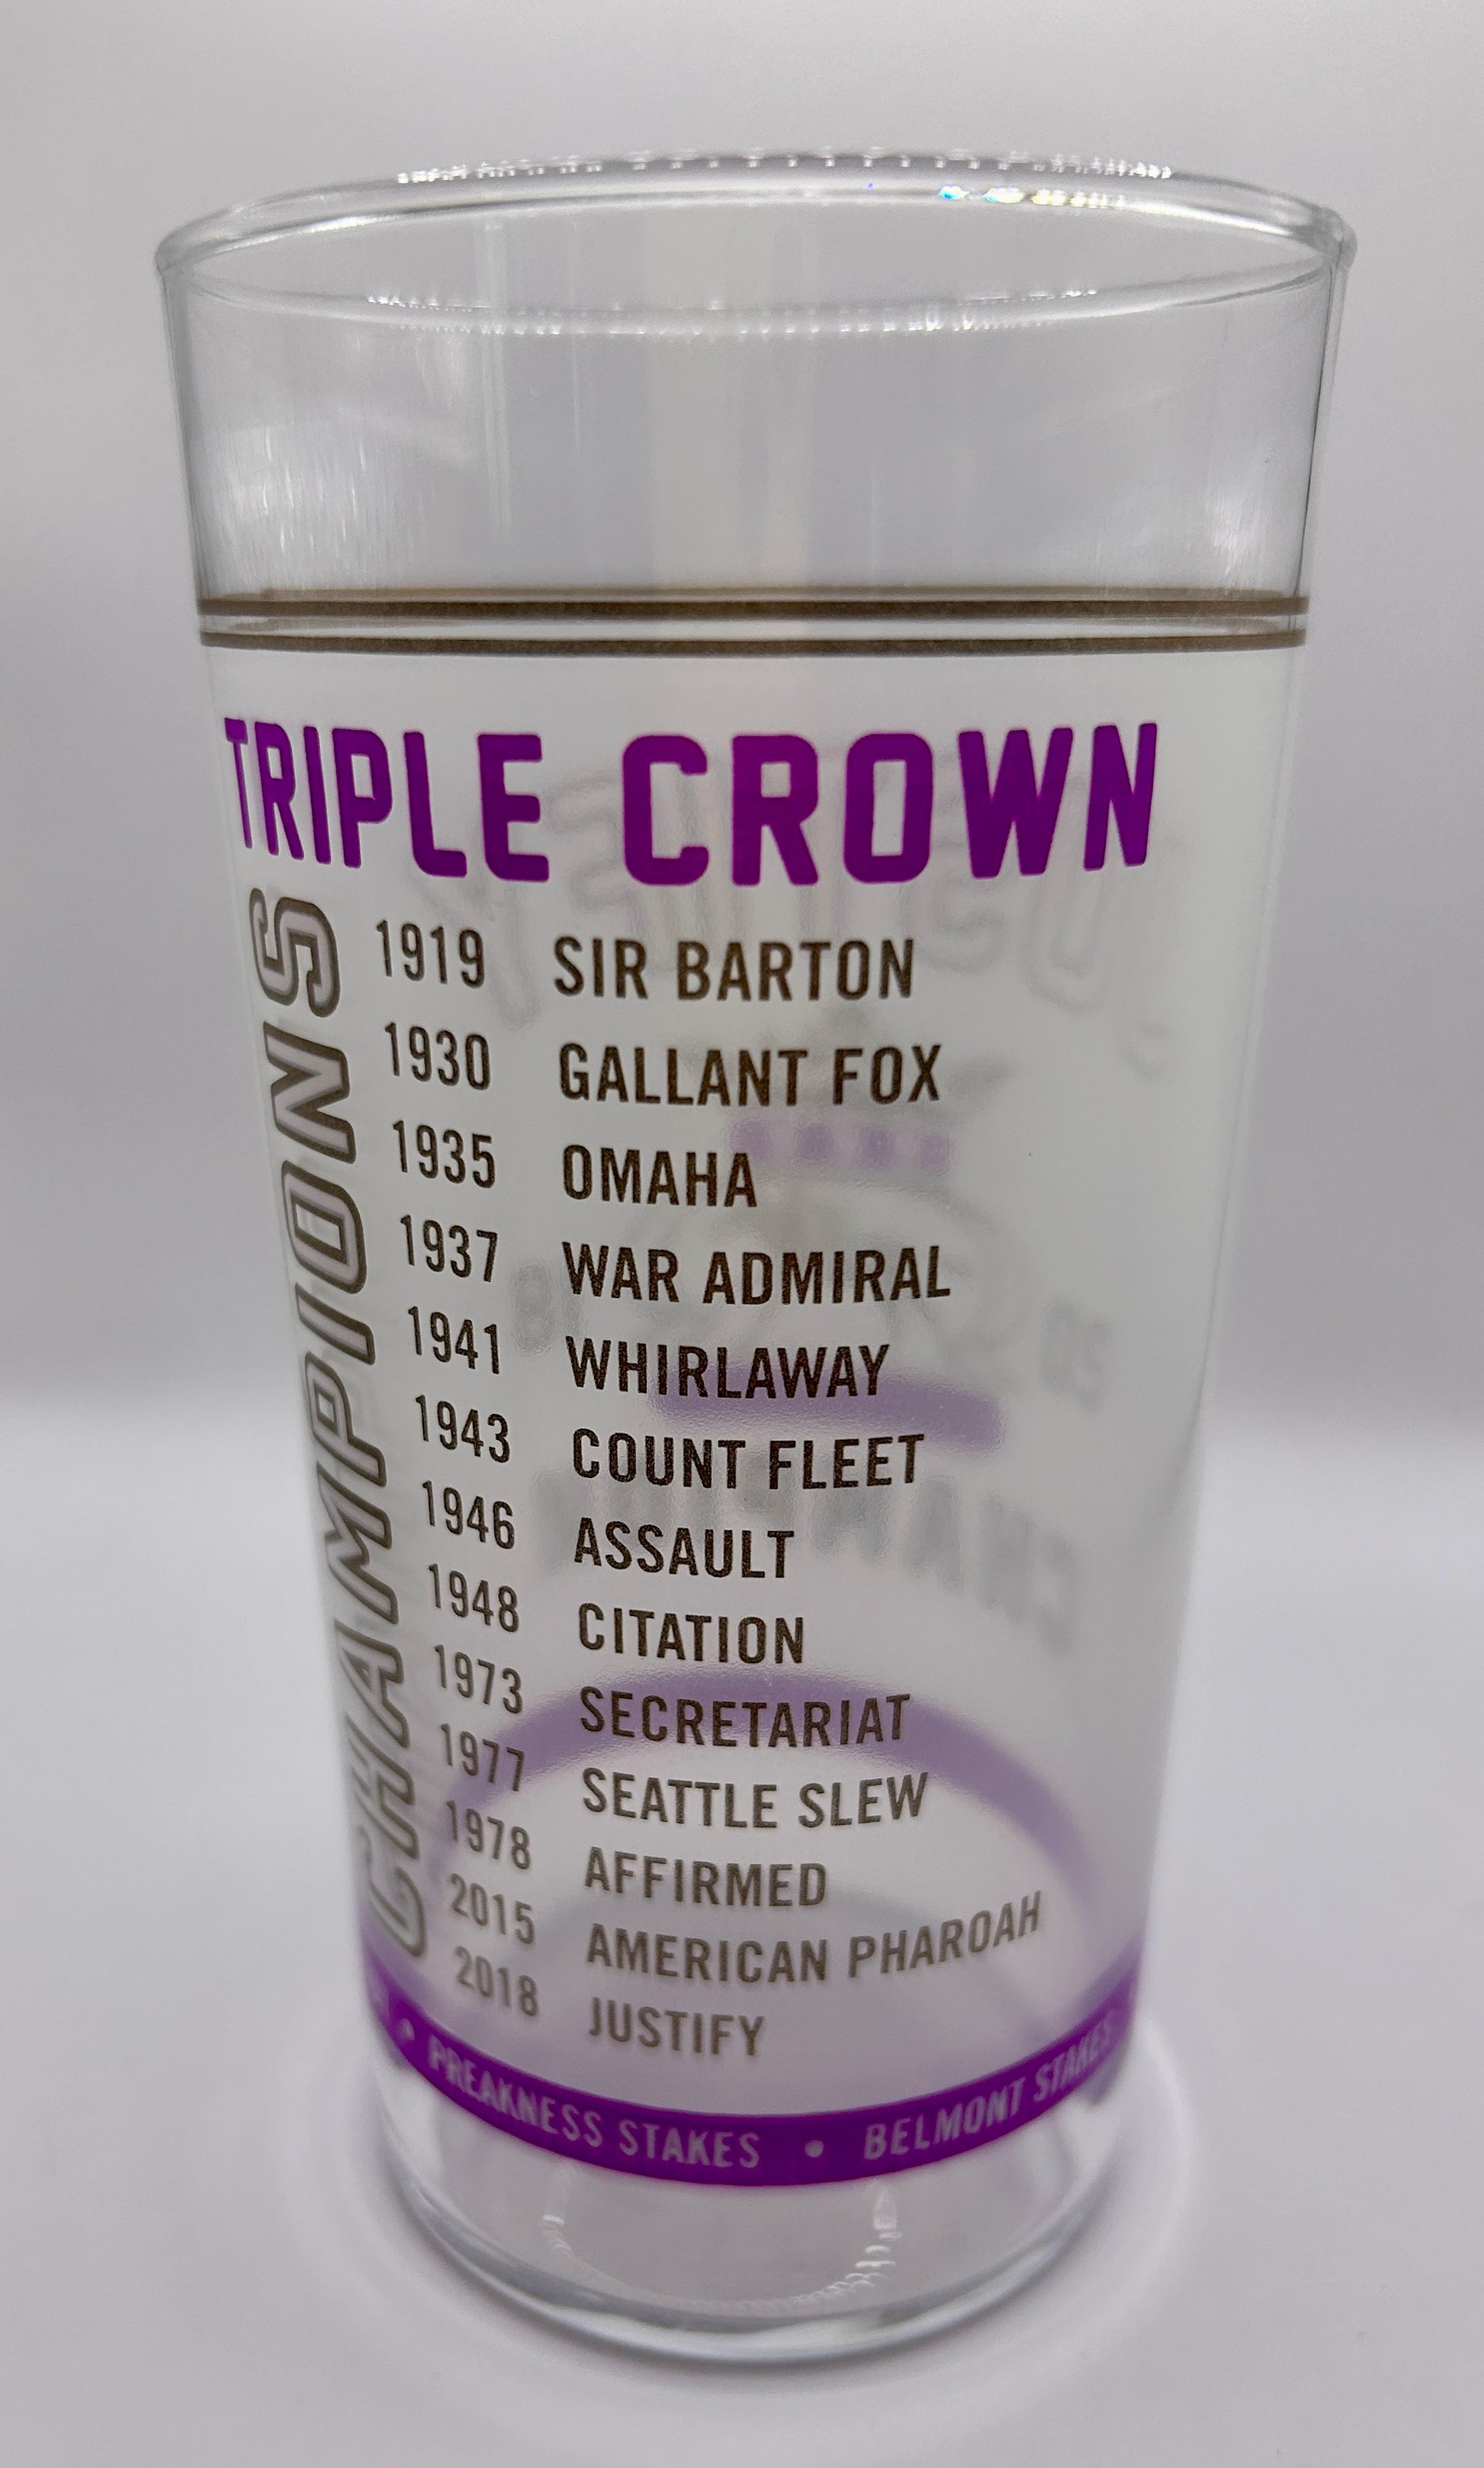 TRIPLE CROWN
CHAMPIONS
1919 SIR BARTON
1930 GALLANT FOX
1935 OMAHA
1937 WAR ADMIRAL
1941 WHIRLAWAY
1943 COUNT FLEET
1946 ASSAULT
1948 CITATION
1973 SECRETARIAT
1977 SEATTLE SLEW
1978 AFFIRMED
2015 AMERICAN PHAROAH
2018 JUSTIFY
• PREAKNESS STAKES • BELMONT STAKES